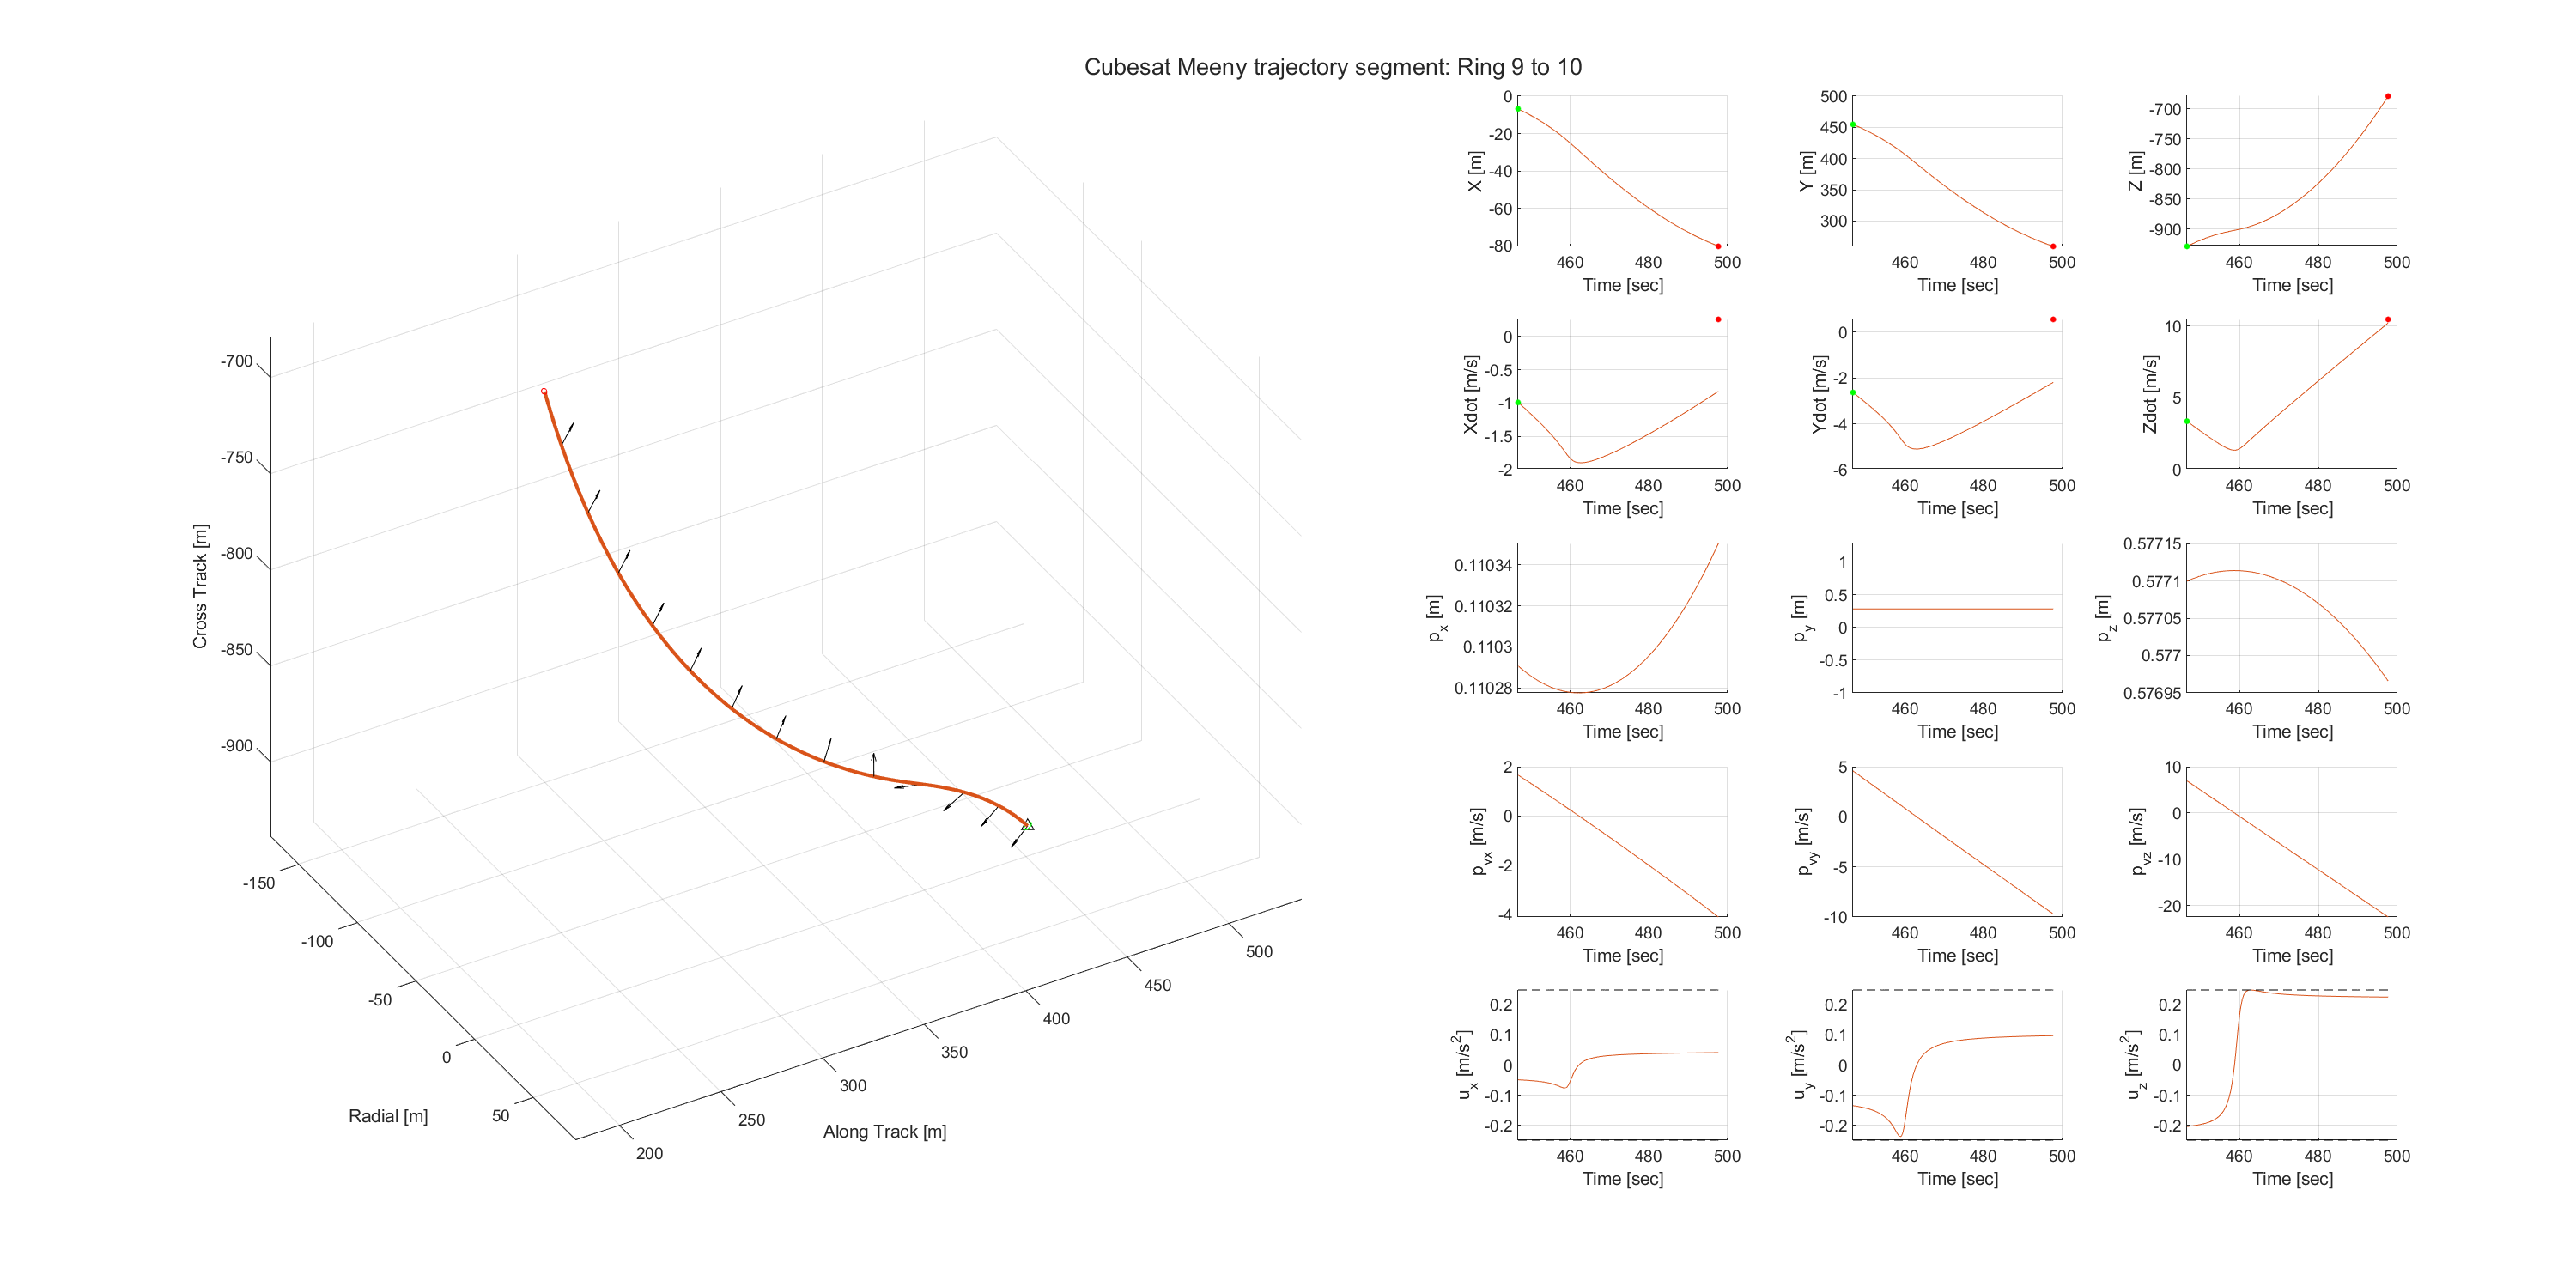 Cubesat Meeny trajectory segment: Ring 9 to 10
-700
-750
-800
-850
-900
Cross Track [m]
-150
-100
-50
0
50
Radial [m]
200
250
300
350
400
450
500
Along Track [m]
0
-20
-40
-60
-80
X [m]
460 480 500
Time [sec]
500
450
400
350
300
Y [m]
460 480 500
Time [sec]
-700
-750
-800
-850
-900
Z [m]
460 480 500
Time [sec]
0
-0.5
-1
-1.5
-2
Xdot [m/s]
460 480 500
Time [sec]
0
-2
-4
-6
Ydot [m/s]
460 480 500
Time [sec]
10
5
0
Zdot [m/s]
460 480 500
Time [sec]
0.11034
0.11032
0.1103
0.11028
p_x [m]
460 480 500
Time [sec]
1
0.5
0
-0.5
-1
p_y [m]
460 480 500
Time [sec]
0.57715
0.5771
0.57705
0.577
0.57695
p_z [m]
460 480 500
Time [sec]
2
0
-2
-4
p_vx [m/s]
460 480 500
Time [sec]
5
0
-5
-10
p_vy [m/s]
460 480 500
Time [sec]
10
0
-10
-20
p_vz [m/s]
460 480 500
Time [sec]
0.2
0.1
0
-0.1
-0.2
u_x [m/s²]
460 480 500
Time [sec]
0.2
0.1
0
-0.1
-0.2
u_y [m/s²]
460 480 500
Time [sec]
0.2
0.1
0
-0.1
-0.2
u_z [m/s²]
460 480 500
Time [sec]